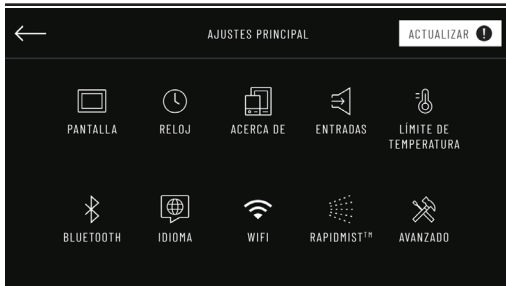 AJUSTES PRINCIPAL
ACTUALIZAR
PANTALLA
RELOJ
ACERCA DE
ENTRADAS
LÍMITE DE
TEMPERATURA
BLUETOOTH
IDIOMA
WIFI
RAPIDMIST™
AVANZADO